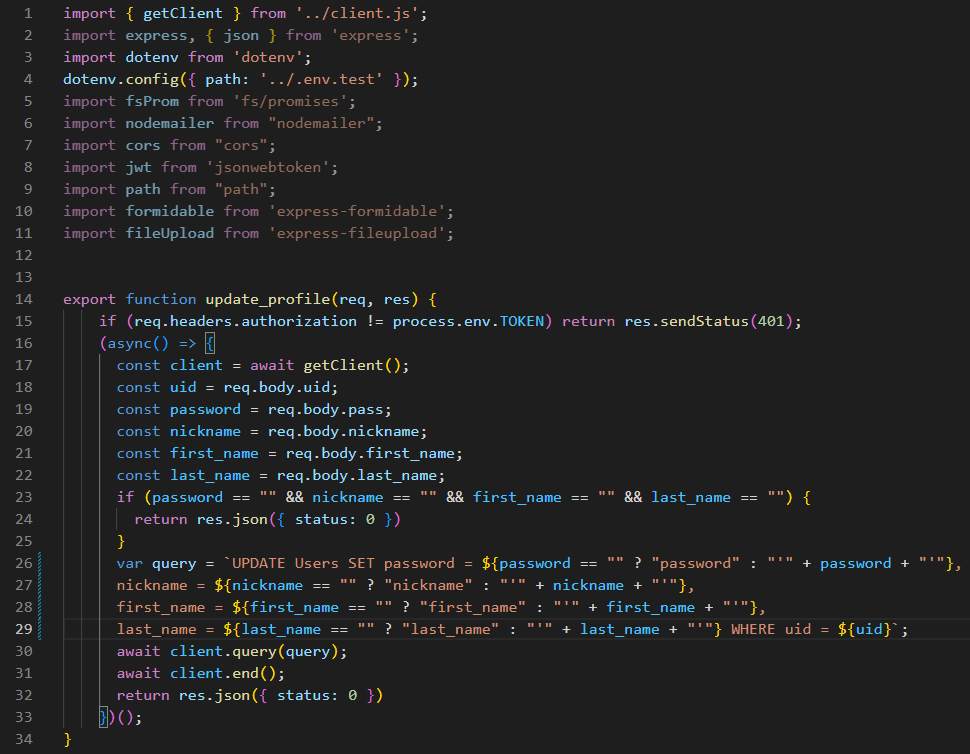 1 import { getClient } from '../client.js';
2 import express, { json } from 'express';
3 import dotenv from 'dotenv';
4 dotenv.config({ path: '../.env.test' });
5 import fsProm from 'fs/promises';
6 import nodemailer from "nodemailer";
7 import cors from "cors";
8 import jwt from 'jsonwebtoken';
9 import path from "path";
10 import formidable from 'express-formidable';
11 import fileUpload from 'express-fileupload';
12
13
14 export function update_profile(req, res) {
15 if (req.headers.authorization != process.env.TOKEN) return res.sendStatus(401);
16 (async() => {
17 const client = await getClient();
18 const uid = req.body.uid;
19 const password = req.body.pass;
20 const nickname = req.body.nickname;
21 const first_name = req.body.first_name;
22 const last_name = req.body.last_name;
23 if (password == "" && nickname == "" && first_name == "" && last_name == "") {
24 return res.json({ status: 0 })
25 }
26 var query = `UPDATE Users SET password = ${password == "" ? "password" : "'" + password + "'"},
27 nickname = ${nickname == "" ? "nickname" : "'" + nickname + "'"},
28 first_name = ${first_name == "" ? "first_name" : "'" + first_name + "'"},
29 last_name = ${last_name == "" ? "last_name" : "'" + last_name + "'"} WHERE uid = ${uid}`;
30 await client.query(query);
31 await client.end();
32 return res.json({ status: 0 })
33 })();
34 }